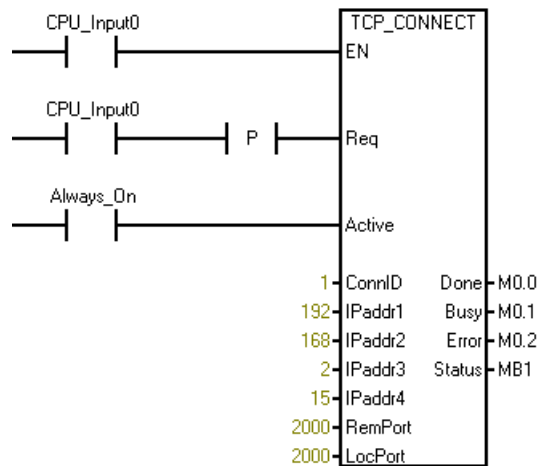 CPU_Input0
TCP_CONNECT
EN
CPU_Input0
P
Req
Always_On
Active
1 ConnID Done M0.0
192 IPaddr1 Busy M0.1
168 IPaddr2 Error M0.2
2 IPaddr3 Status MB1
15 IPaddr4
2000 RemPort
2000 LocPort